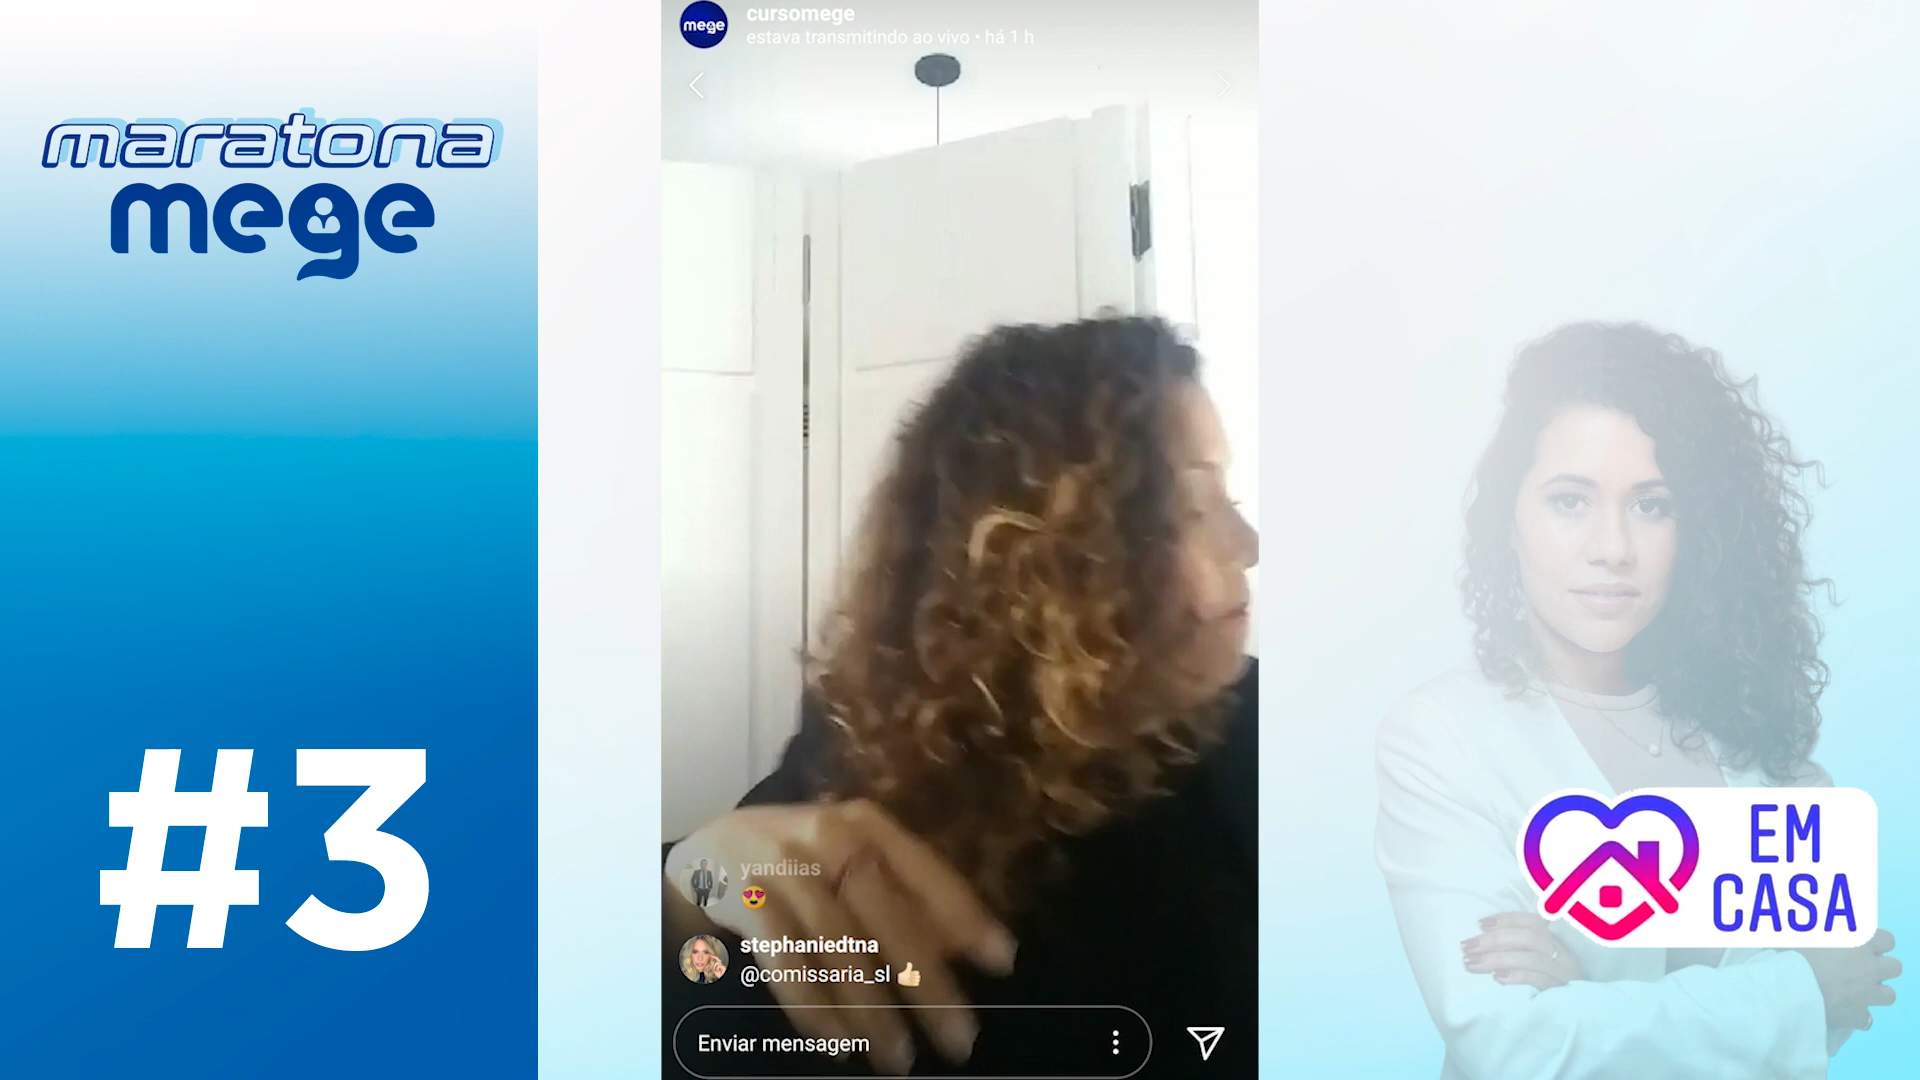 maratona
mege
#3
mege
cursomege
estava transmitindo ao vivo • há 1 h
yandiias
😍
stephaniedtna
@comissaria_sl 👍🏻
Enviar mensagem
EM
CASA